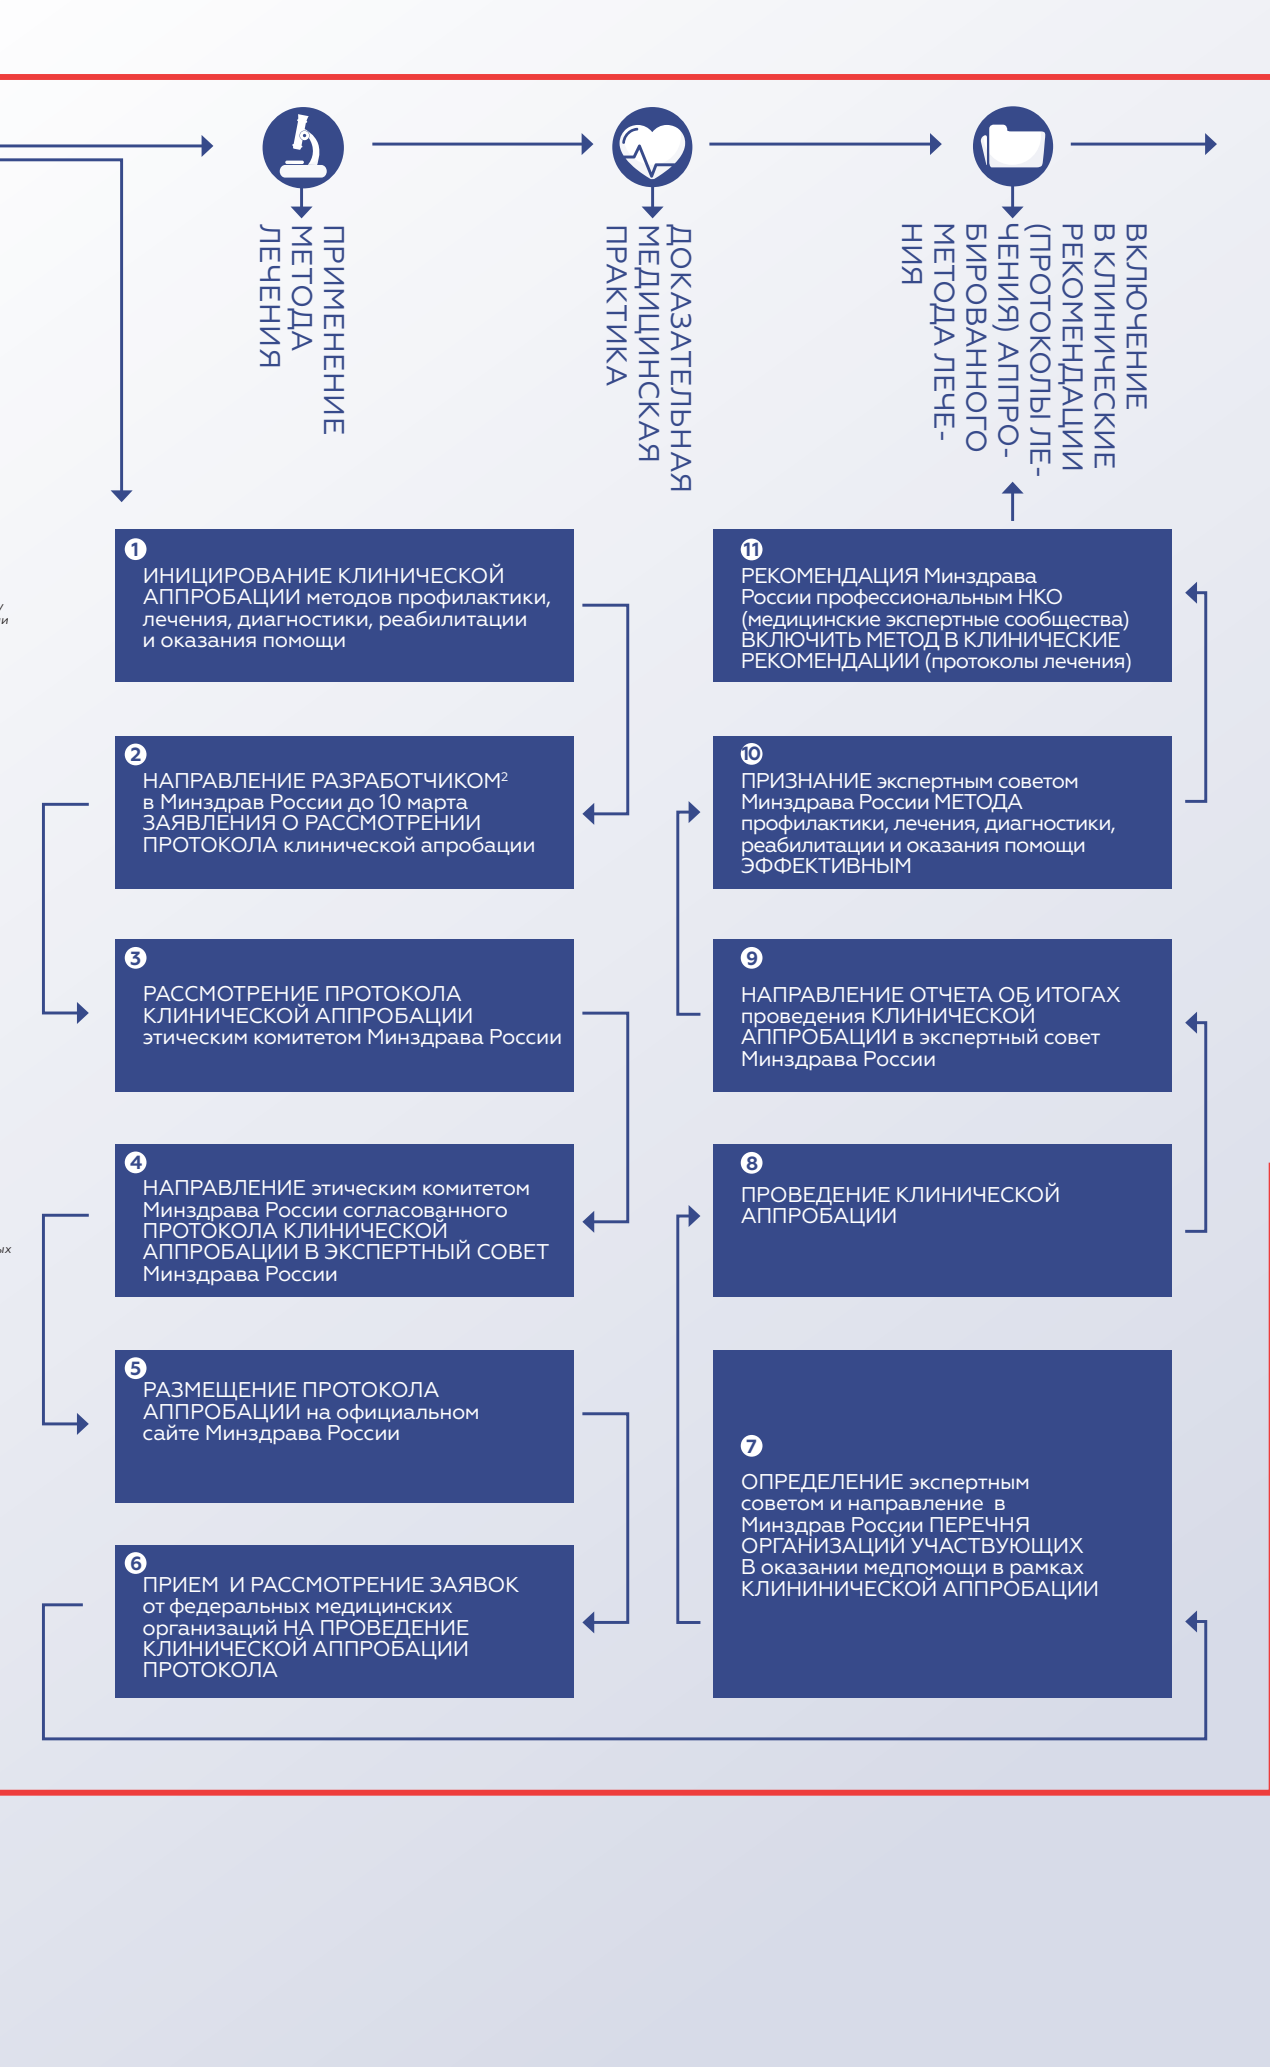 ПРИМЕНЕНИЕ
МЕТОДА
ЛЕЧЕНИЯ
ДОКАЗАТЕЛЬНАЯ
МЕДИЦИНСКАЯ
ПРАКТИКА
ВКЛЮЧЕНИЕ
В КЛИНИЧЕСКИЕ
РЕКОМЕНДАЦИИ
(ПРОТОКОЛЫ ЛЕ-
ЧЕНИЯ) АППРО-
БИРОВАННОГО
МЕТОДА ЛЕЧЕ-
НИЯ
1
ИНИЦИРОВАНИЕ КЛИНИЧЕСКОЙ
АППРОБАЦИИ методов профилактики,
лечения, диагностики, реабилитации
и оказания помощи
2
НАПРАВЛЕНИЕ РАЗРАБОТЧИКОМ²
в Минздрав России до 10 марта
ЗАЯВЛЕНИЯ О РАССМОТРЕНИИ
ПРОТОКОЛА клинической апробации
3
РАССМОТРЕНИЕ ПРОТОКОЛА
КЛИНИЧЕСКОЙ АППРОБАЦИИ
этическим комитетом Минздрава России
4
НАПРАВЛЕНИЕ этическим комитетом
Минздрава России согласованного
ПРОТОКОЛА КЛИНИЧЕСКОЙ
АППРОБАЦИИ В ЭКСПЕРТНЫЙ СОВЕТ
Минздрава России
5
РАЗМЕЩЕНИЕ ПРОТОКОЛА
АППРОБАЦИИ на официальном
сайте Минздрава России
6
ПРИЕМ И РАССМОТРЕНИЕ ЗАЯВОК
от федеральных медицинских
организаций НА ПРОВЕДЕНИЕ
КЛИНИЧЕСКОЙ АППРОБАЦИИ
ПРОТОКОЛА
11
РЕКОМЕНДАЦИЯ Минздрава
России профессиональным НКО
(медицинские экспертные сообщества)
ВКЛЮЧИТЬ МЕТОД В КЛИНИЧЕСКИЕ
РЕКОМЕНДАЦИИ (протоколы лечения)
10
ПРИЗНАНИЕ экспертным советом
Минздрава России МЕТОДА
профилактики, лечения, диагностики,
реабилитации и оказания помощи
ЭФФЕКТИВНЫМ
9
НАПРАВЛЕНИЕ ОТЧЕТА ОБ ИТОГАХ
проведения КЛИНИЧЕСКОЙ
АППРОБАЦИИ в экспертный совет
Минздрава России
8
ПРОВЕДЕНИЕ КЛИНИЧЕСКОЙ
АППРОБАЦИИ
7
ОПРЕДЕЛЕНИЕ экспертным
советом и направление в
Минздрав России ПЕРЕЧНЯ
ОРГАНИЗАЦИЙ УЧАСТВУЮЩИХ
В оказании медпомощи в рамках
КЛИНИНИЧЕСКОЙ АППРОБАЦИИ